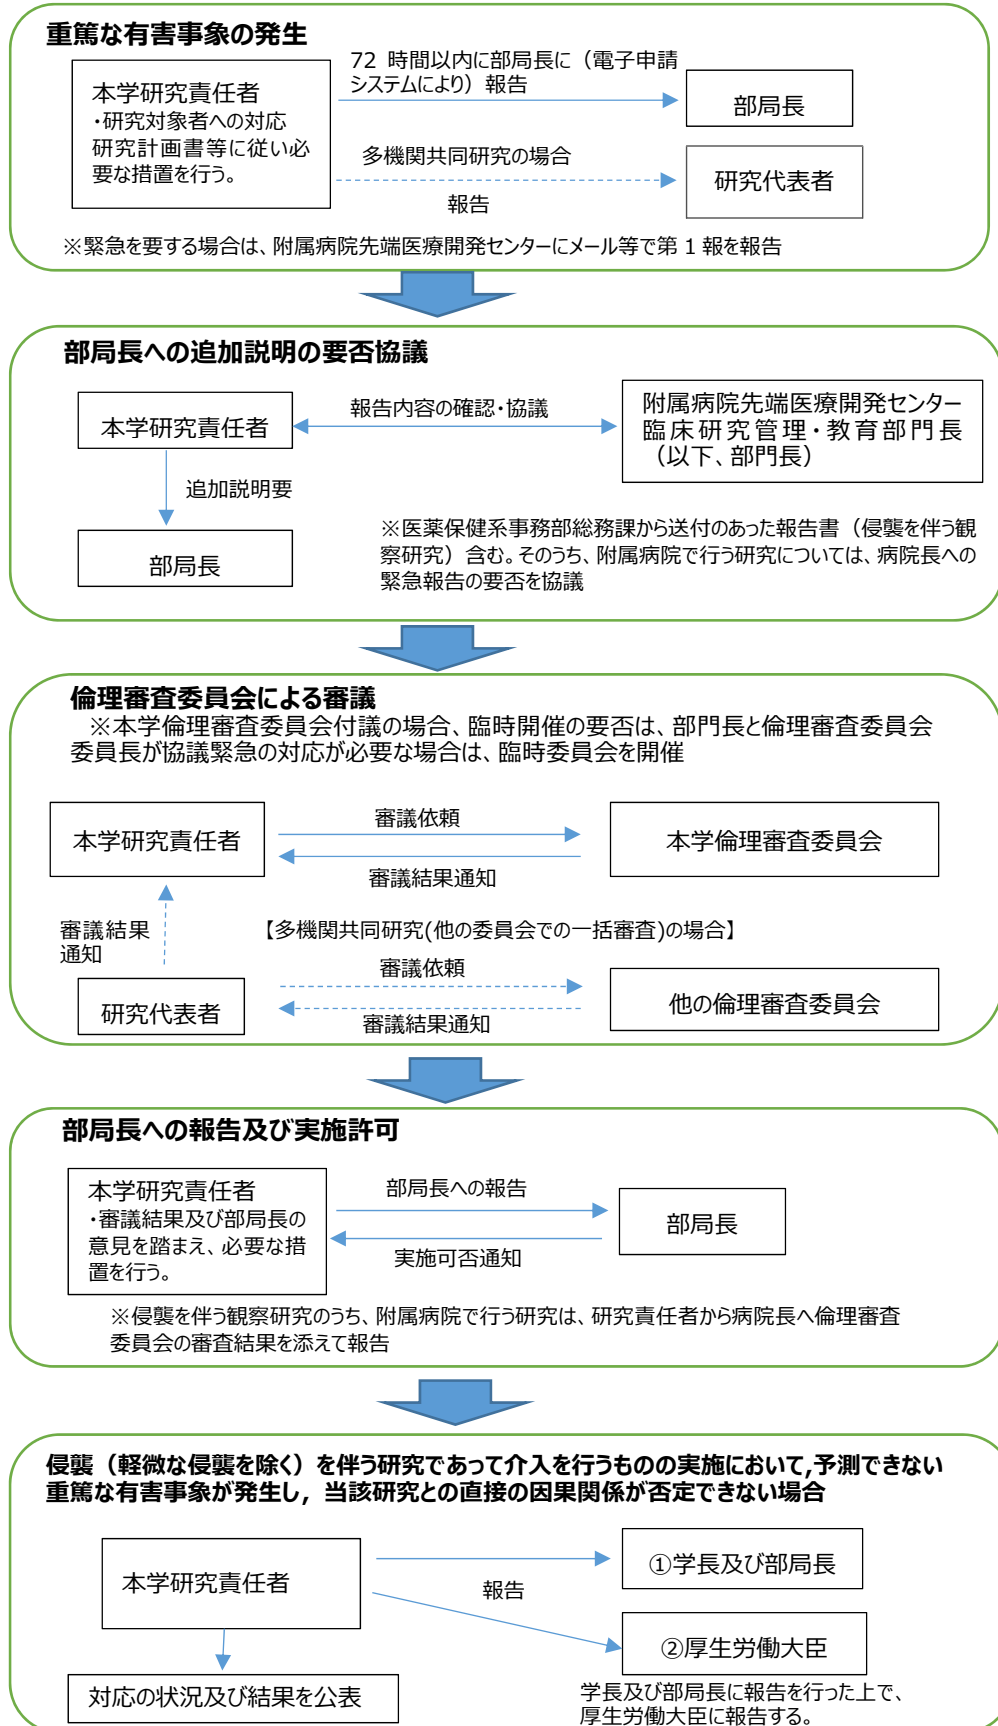 重篤な有害事象の発生
本学研究責任者
・研究対象者への対応
研究計画書等に従い必
要な措置を行う。
72 時間以内に部局長に（電子申請
システムにより）報告
部局長
多機関共同研究の場合
報告
研究代表者
※緊急を要する場合は、附属病院先端医療開発センターにメール等で第 1 報を報告
部局長への追加説明の要否協議
本学研究責任者
報告内容の確認・協議
附属病院先端医療開発センター
臨床研究管理・教育部門長
（以下、部門長）
追加説明要
部局長
※医薬保健系事務部総務課から送付のあった報告書（侵襲を伴う観
察研究）含む。そのうち、附属病院で行う研究については、病院長への
緊急報告の要否を協議
倫理審査委員会による審議
※本学倫理審査委員会付議の場合、臨時開催の要否は、部門長と倫理審査委員会
委員長が協議緊急の対応が必要な場合は、臨時委員会を開催
本学研究責任者
審議依頼
審議結果通知
本学倫理審査委員会
審議結果
通知
【多機関共同研究(他の委員会での一括審査)の場合】
研究代表者
審議依頼
審議結果通知
他の倫理審査委員会
部局長への報告及び実施許可
本学研究責任者
・審議結果及び部局長の
意見を踏まえ、必要な措
置を行う。
部局長への報告
実施可否通知
部局長
※侵襲を伴う観察研究のうち、附属病院で行う研究は、研究責任者から病院長へ倫理審査
委員会の審査結果を添えて報告
侵襲（軽微な侵襲を除く）を伴う研究であって介入を行うものの実施において,予測できない
重篤な有害事象が発生し，当該研究との直接の因果関係が否定できない場合
本学研究責任者
報告
①学長及び部局長
②厚生労働大臣
対応の状況及び結果を公表
学長及び部局長に報告を行った上で、
厚生労働大臣に報告する。